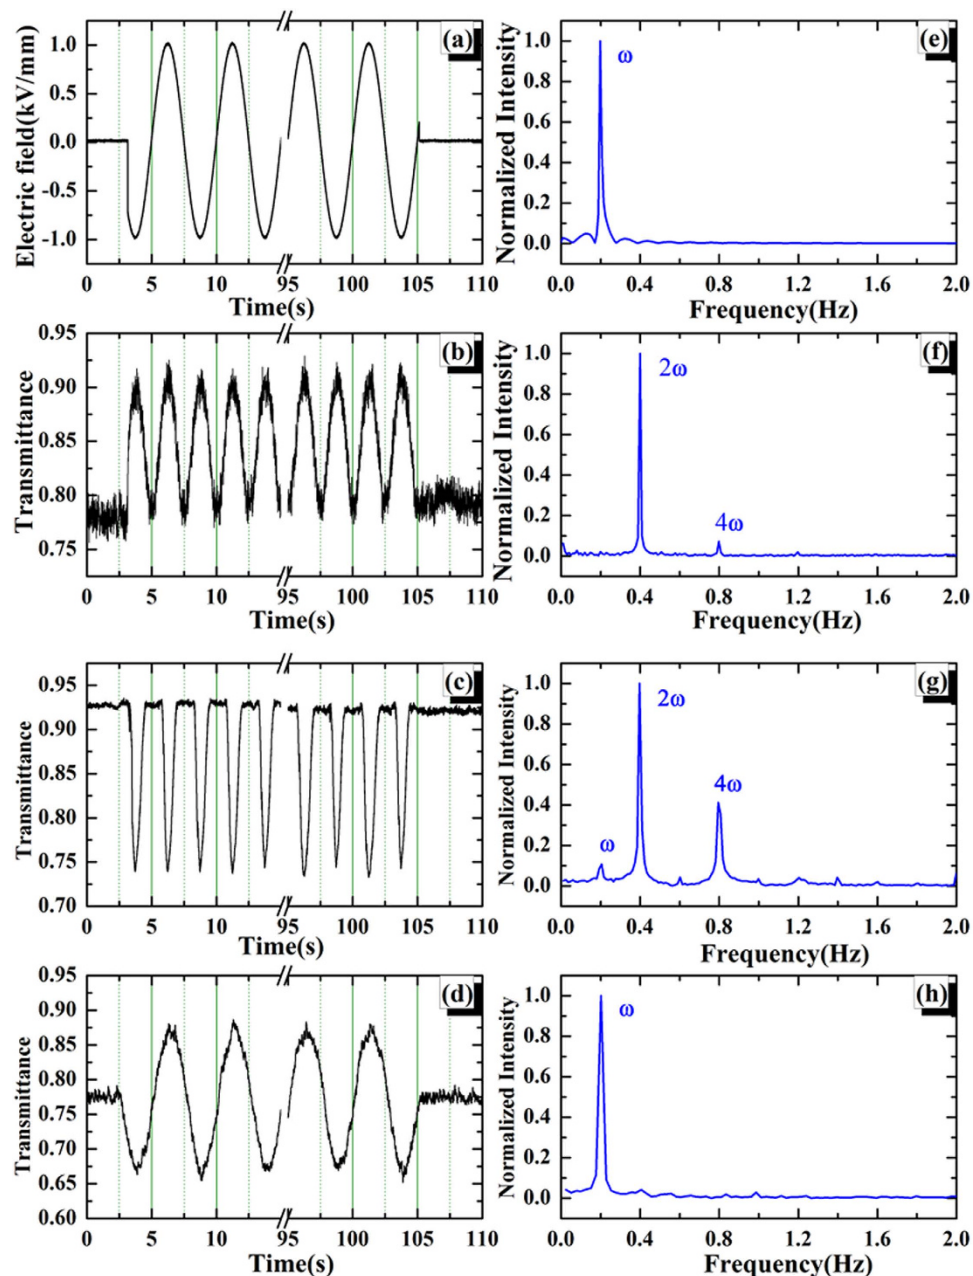 (a)
Electric field(kV/mm)
1.0
0.5
0.0
-0.5
-1.0
0 5 10 95 100 105 110
Time(s)
(e)
ω
Normalized Intensity
1.0
0.8
0.6
0.4
0.2
0.0
0.0 0.4 0.8 1.2 1.6 2.0
Frequency(Hz)
(b)
Transmittance
0.95
0.90
0.85
0.80
0.75
0 5 10 95 100 105 110
Time(s)
(f)
2ω
4ω
Normalized Intensity
1.0
0.8
0.6
0.4
0.2
0.0
0.0 0.4 0.8 1.2 1.6 2.0
Frequency(Hz)
(c)
Transmittance
0.95
0.90
0.85
0.80
0.75
0.70
0 5 10 95 100 105 110
Time(s)
(g)
2ω
4ω
ω
Normalized Intensity
1.0
0.8
0.6
0.4
0.2
0.0
0.0 0.4 0.8 1.2 1.6 2.0
Frequency(Hz)
(d)
Transmittance
0.95
0.90
0.85
0.80
0.75
0.70
0.65
0.60
0 5 10 95 100 105 110
Time(s)
(h)
ω
Normalized Intensity
1.0
0.8
0.6
0.4
0.2
0.0
0.0 0.4 0.8 1.2 1.6 2.0
Frequency(Hz)